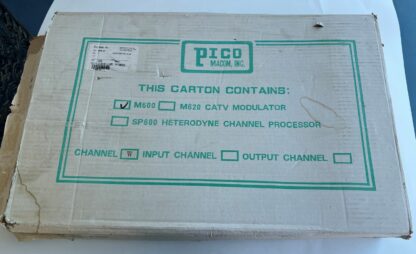 PICO
MACOM, INC.
THIS CARTON CONTAINS:
M600 M620 CATV MODULATOR
SP600 HETERODYNE CHANNEL PROCESSOR
CHANNEL W INPUT CHANNEL OUTPUT CHANNEL